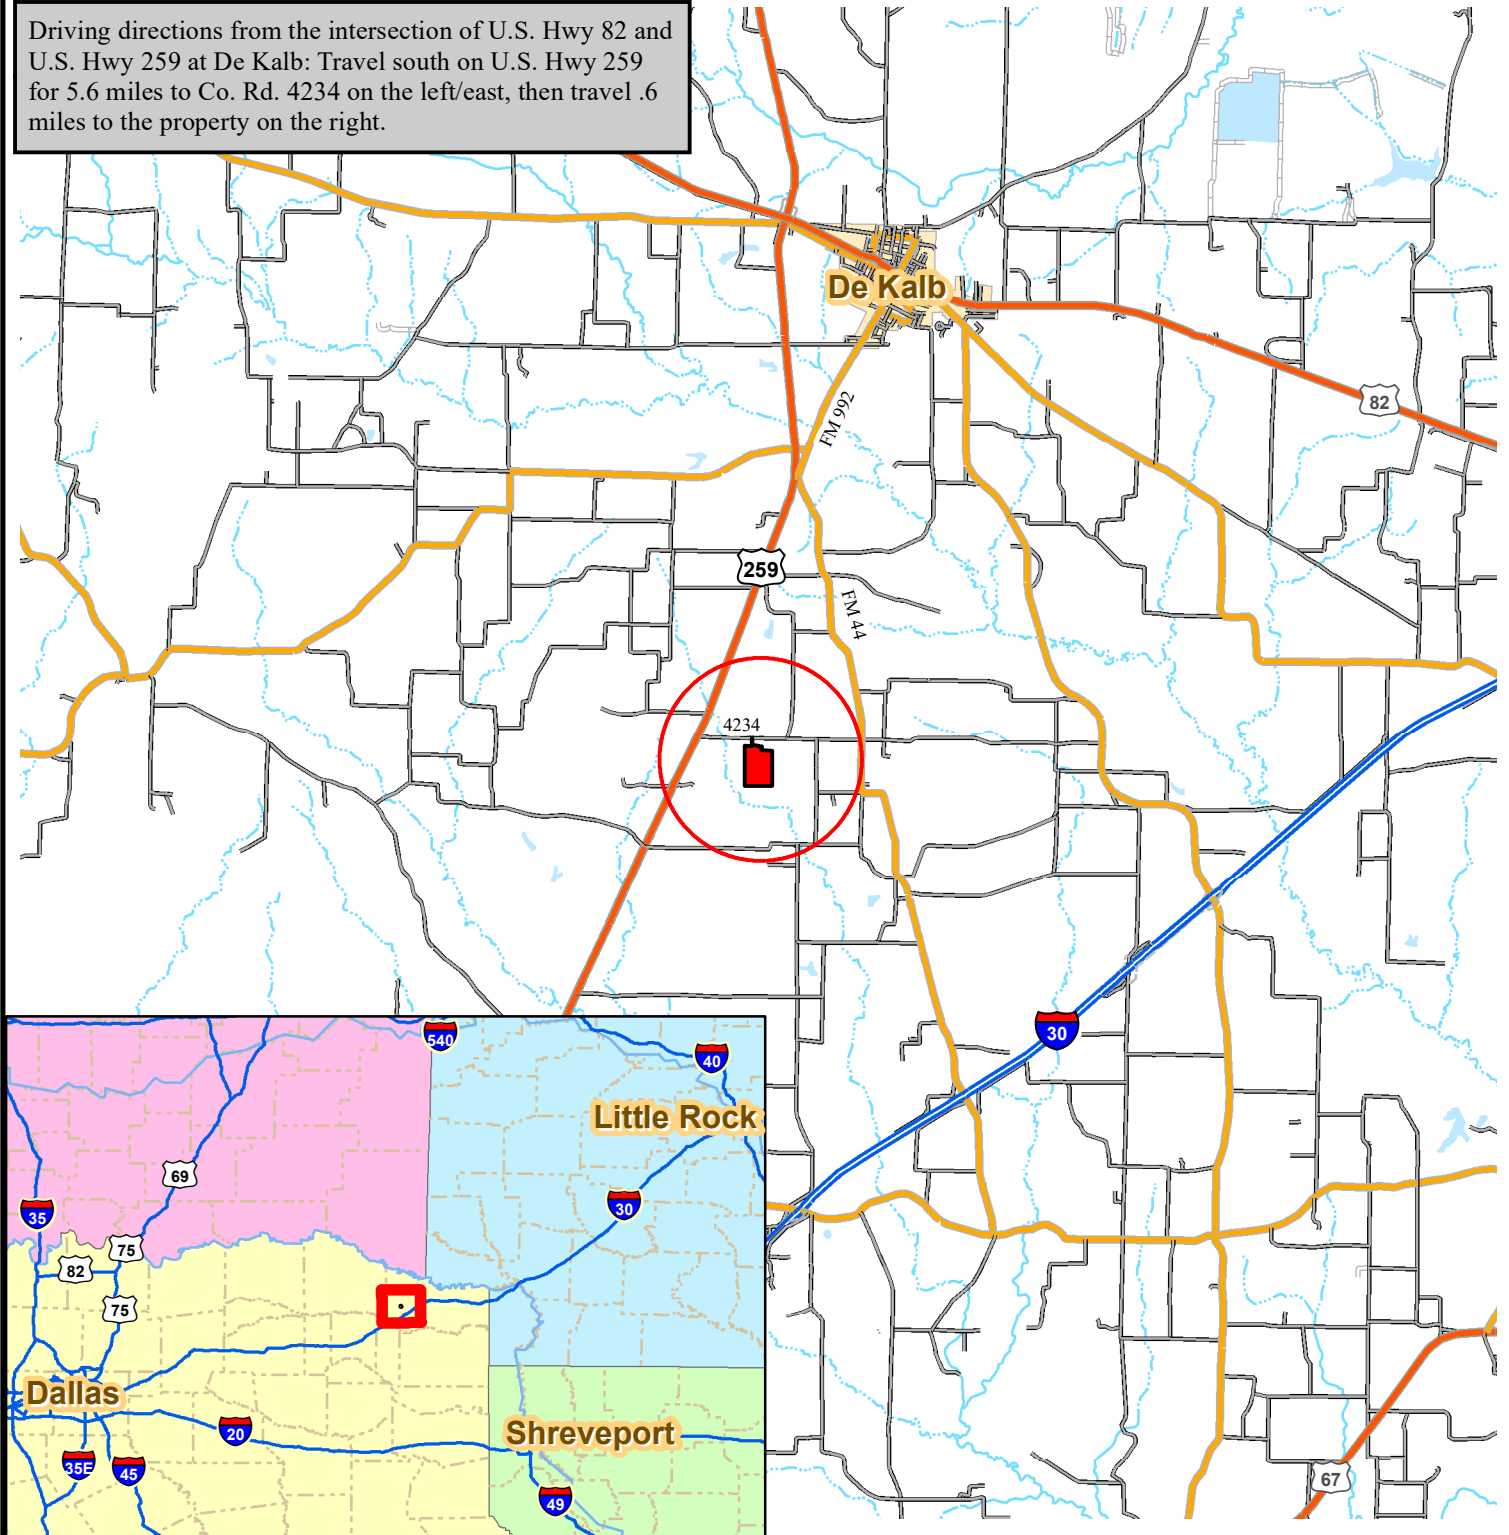 Driving directions from the intersection of U.S. Hwy 82 and
U.S. Hwy 259 at De Kalb: Travel south on U.S. Hwy 259
for 5.6 miles to Co. Rd. 4234 on the left/east, then travel .6
miles to the property on the right.
De Kalb
82
FM 992
259
FM 44
4234
30
540
40
Little Rock
69
30
35
75
82
75
Dallas
20
Shreveport
35E
45
49
67